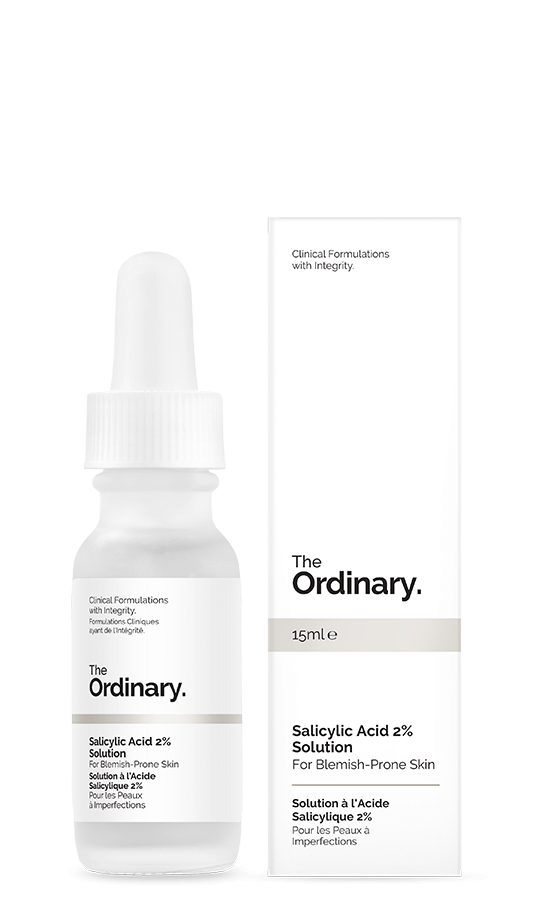 Clinical Formulations
with Integrity.
Formulations Cliniques
ayant de l'Intégrité.
The
Ordinary.
Salicylic Acid 2%
Solution
For Blemish-Prone Skin
Solution à l'Acide
Salicylique 2%
Pour les Peaux
à Imperfections
Clinical Formulations
with Integrity.
The
Ordinary.
15ml ℮
Salicylic Acid 2%
Solution
For Blemish-Prone Skin
Solution à l'Acide
Salicylique 2%
Pour les Peaux à
Imperfections